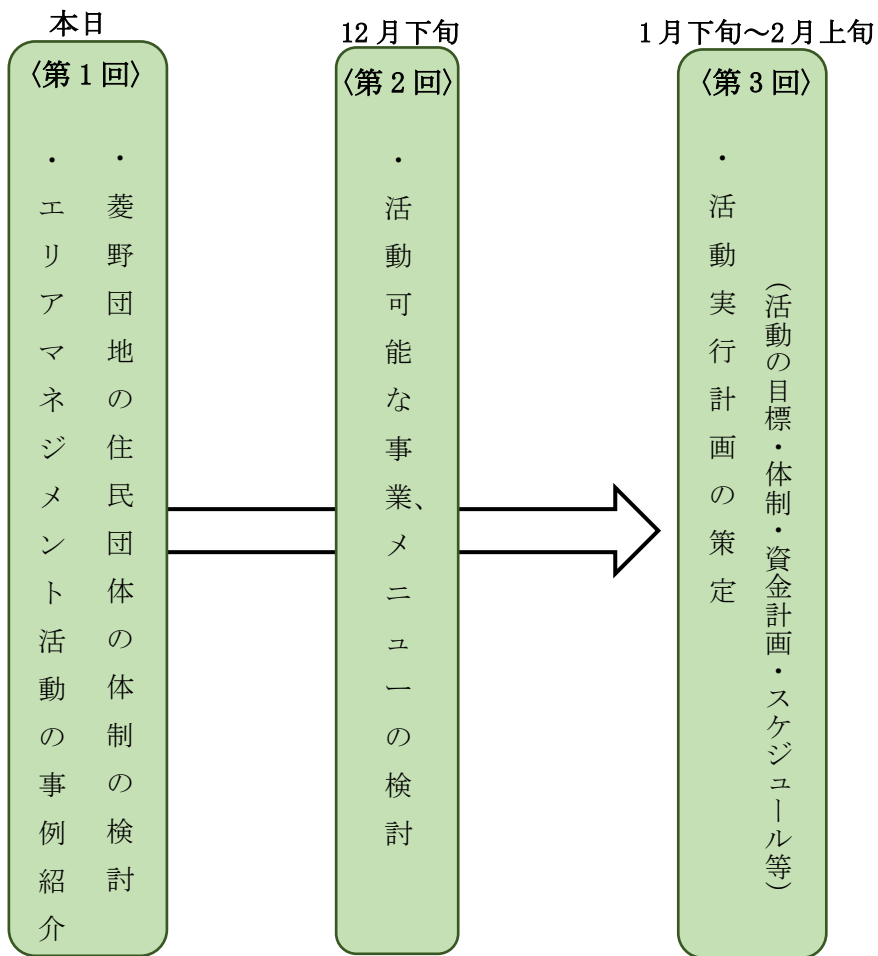 本日
〈第1回〉
・菱野団地の住民団体の体制の検討
・エリアマネジメント活動の事例紹介
12月下旬
〈第2回〉
・活動可能な事業、メニューの検討
1月下旬~2月上旬
〈第3回〉
(活動の目標・体制・資金計画・スケジュール等)
・活動実行計画の策定